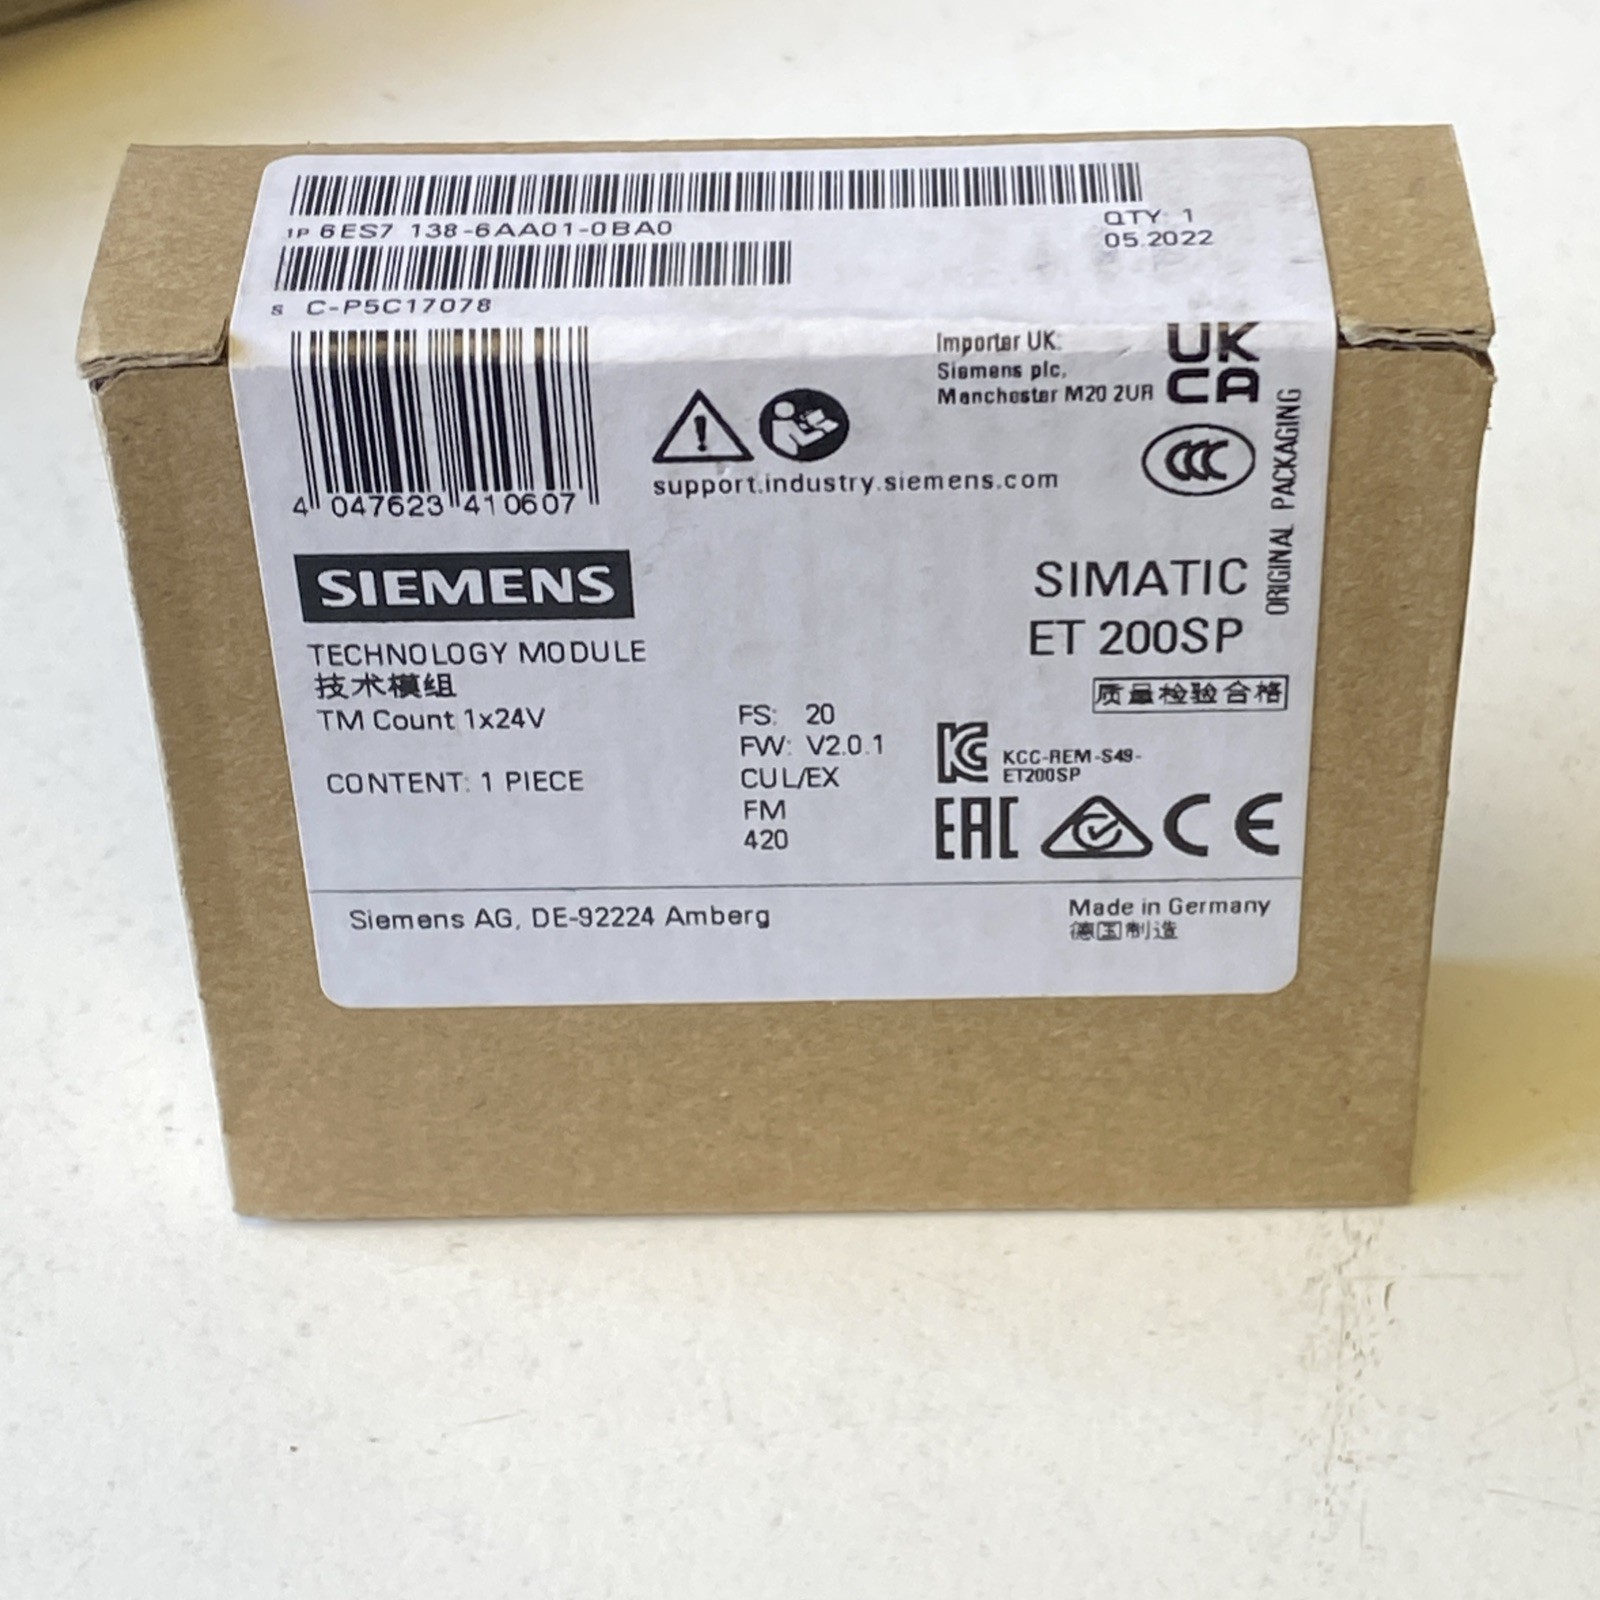 1P 6ES7 138-6AA01-0BA0
QTY: 1
05.2022
S C-P5C17078
4 047623 410607
Importer UK:
Siemens plc,
Manchester M20 2UR
UK
CA
CCC
support.industry.siemens.com
ORIGINAL PACKAGING
SIEMENS
SIMATIC
ET 200SP
TECHNOLOGY MODULE
技术模组
TM Count 1x24V
CONTENT: 1 PIECE
质量检验合格
FS: 20
FW: V2.0.1
CUL/EX
FM
420
KC
KCC-REM-S49-
ET200SP
EAC
CE
Siemens AG, DE-92224 Amberg
Made in Germany
德国制造